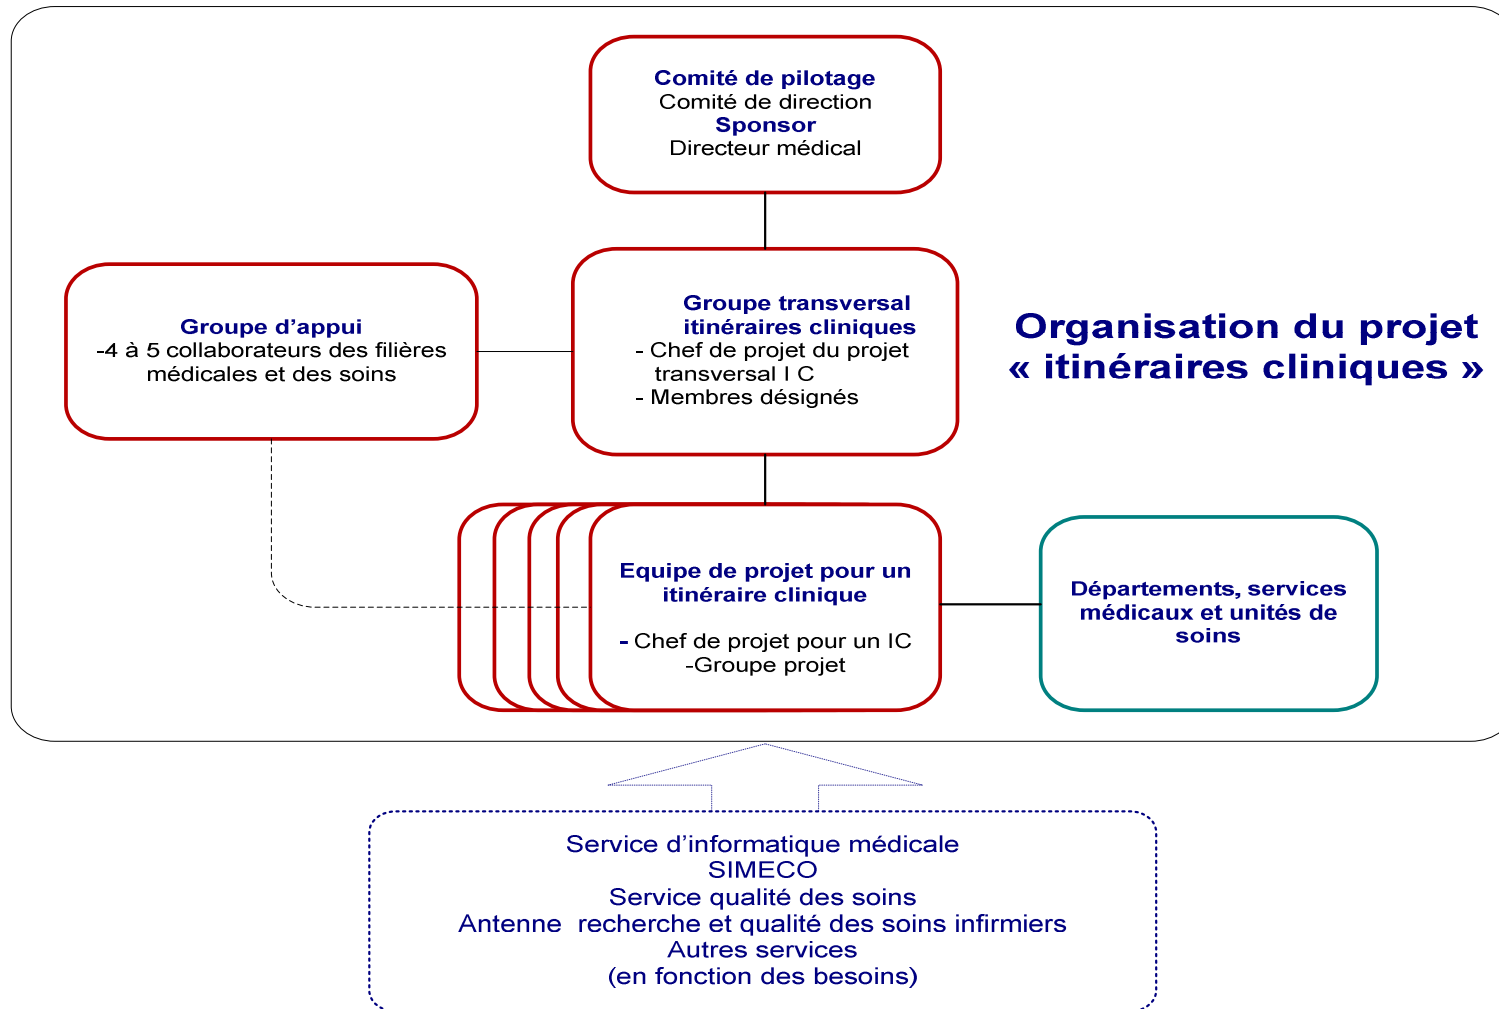 Comité de pilotage
Comité de direction
Sponsor
Directeur médical
Groupe d’appui
-4 à 5 collaborateurs des filières
médicales et des soins
Groupe transversal
itinéraires cliniques
- Chef de projet du projet
transversal I C
- Membres désignés
Organisation du projet
« itinéraires cliniques »
Equipe de projet pour un
itinéraire clinique
- Chef de projet pour un IC
-Groupe projet
Départements, services
médicaux et unités de
soins
Service d’informatique médicale
SIMECO
Service qualité des soins
Antenne  recherche et qualité des soins infirmiers
Autres services
(en fonction des besoins)